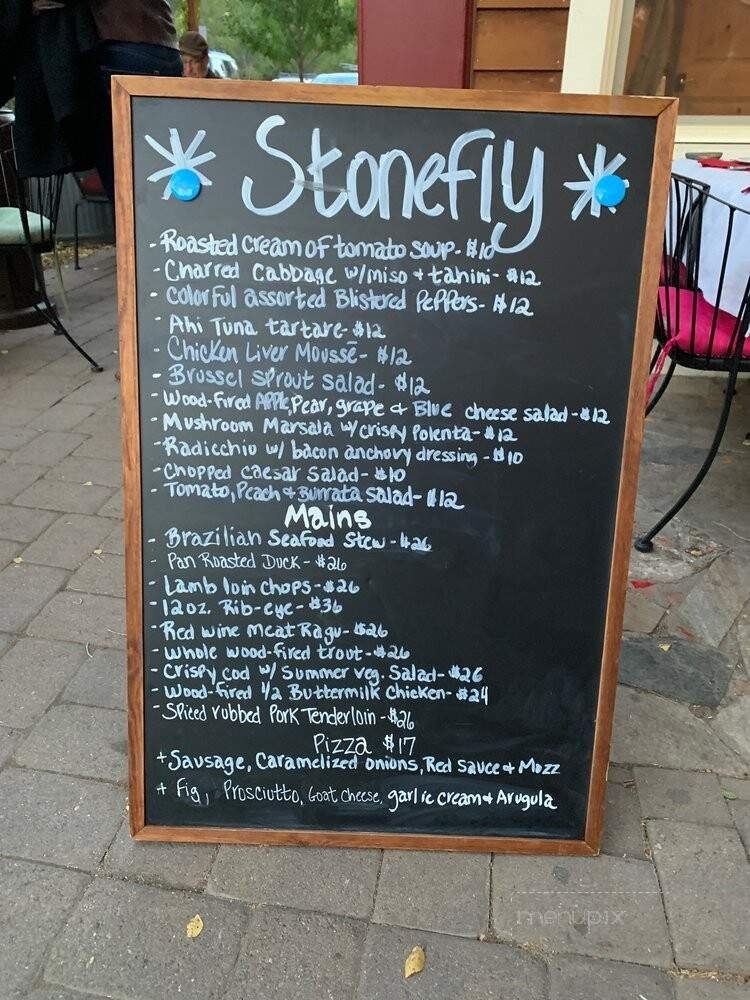 Stonefly
- Roasted cream of tomato soup - $10
- Charred Cabbage w/miso + tahini - $12
- Colorful assorted Blistered Peppers - $12
- Ahi Tuna tartare - $12
- Chicken Liver Moussē - $12
- Brussel sprout salad - $12
- Wood-fired Apple, Pear, grape + Blue cheese salad - $12
- Mushroom Marsala w/crispy Polenta - $12
- Radicchio w/ bacon anchovy dressing - $10
- Chopped caesar Salad - $10
- Tomato, Peach + Burrata salad - $12
Mains
- Brazilian Seafood Stew - $26
- Pan Roasted Duck - $26
- Lamb loin Chops - $26
- 12oz. Rib-eye - $36
- Red wine Meat Ragu - $26
- Whole wood-fired trout - $26
- Crispy cod w/ Summer veg. Salad - $26
- Wood-fired 1/2 Buttermilk Chicken - $24
- Spiced rubbed Pork Tenderloin - $26
Pizza $17
+ Sausage, Caramelized onions, Red sauce + Mozz
+ Fig, Prosciutto, Goat cheese, garlic cream + Arugula
menupix